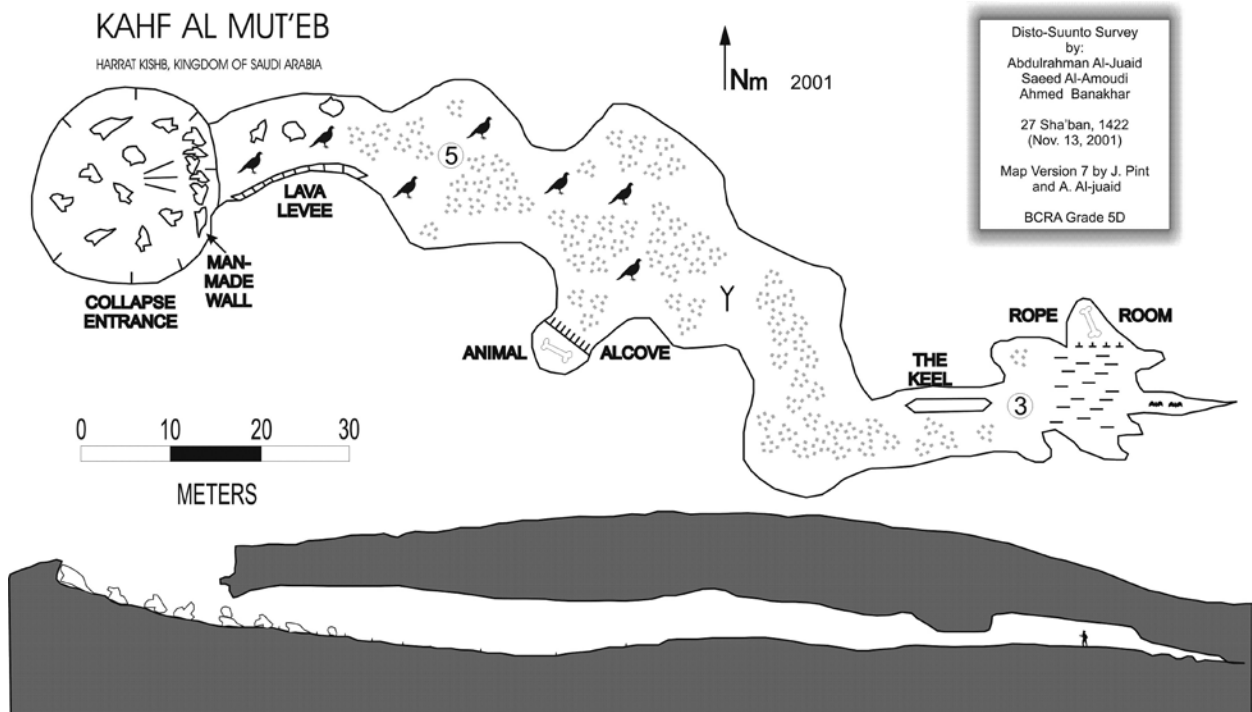 KAHF AL MUT'EB
HARRAT KISHB, KINGDOM OF SAUDI ARABIA
Nm 2001
Disto-Suunto Survey
by:
Abdulrahman Al-Juaid
Saeed Al-Amoudi
Ahmed Banakhar
27 Sha'ban, 1422
(Nov. 13, 2001)
Map Version 7 by J. Pint
and A. Al-juaid
BCRA Grade 5D
5
LAVA
LEVEE
MAN-
MADE
WALL
COLLAPSE
ENTRANCE
Y
ANIMAL ALCOVE
THE
KEEL
ROPE ROOM
3
0 10 20 30
METERS